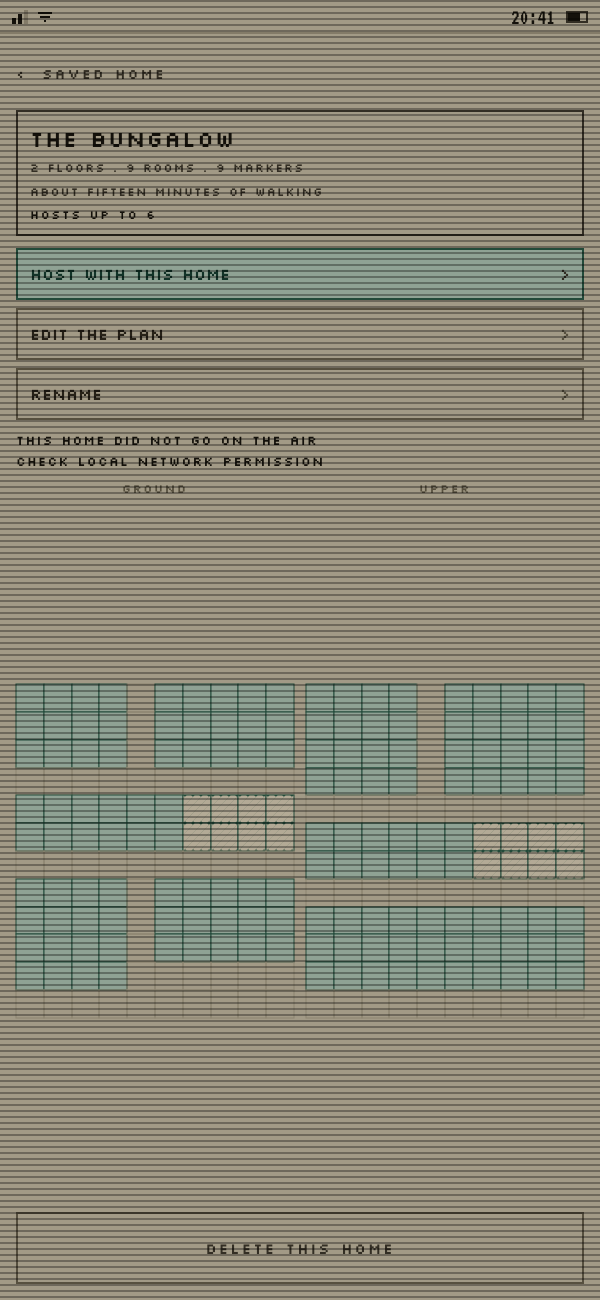 20:41
‹ SAVED HOME
THE BUNGALOW
2 FLOORS . 9 ROOMS . 9 MARKERS
ABOUT FIFTEEN MINUTES OF WALKING
HOSTS UP TO 6
HOST WITH THIS HOME >
EDIT THE PLAN >
RENAME >
THIS HOME DID NOT GO ON THE AIR
CHECK LOCAL NETWORK PERMISSION
GROUND UPPER
DELETE THIS HOME